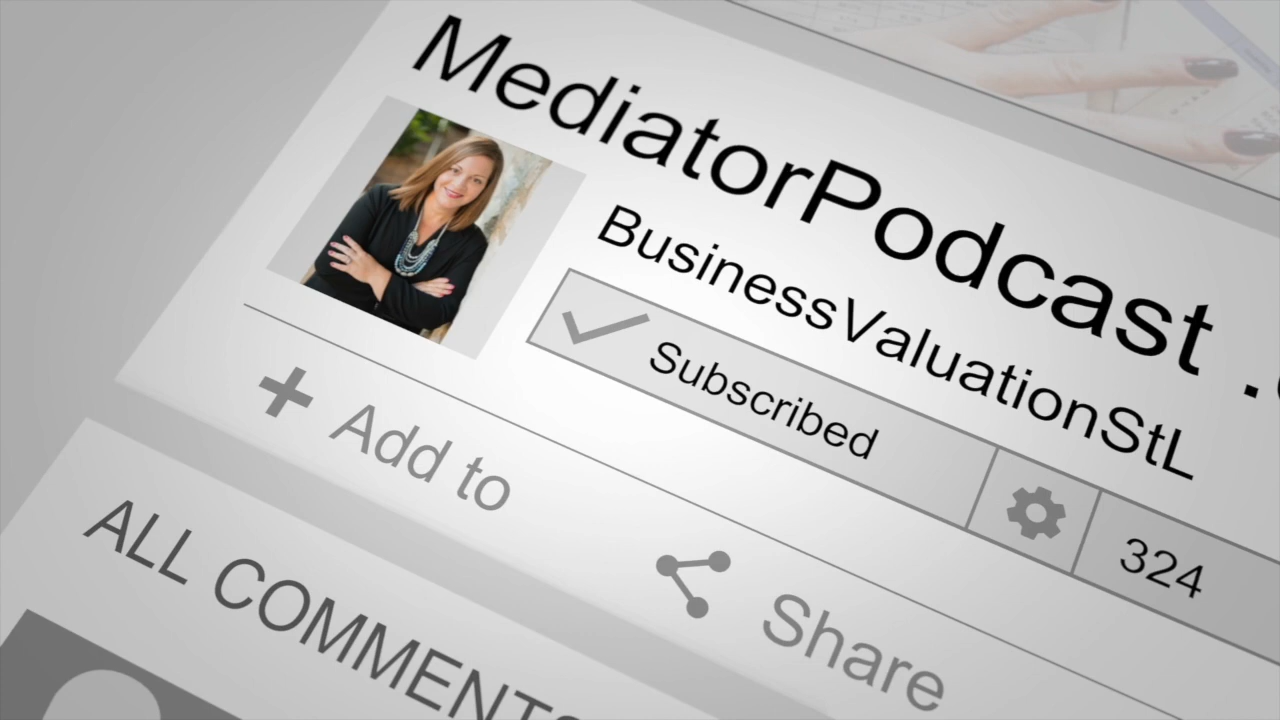 MediatorPodcast .
BusinessValuationStL
Subscribed
324
Add to
Share
ALL COMMENTS